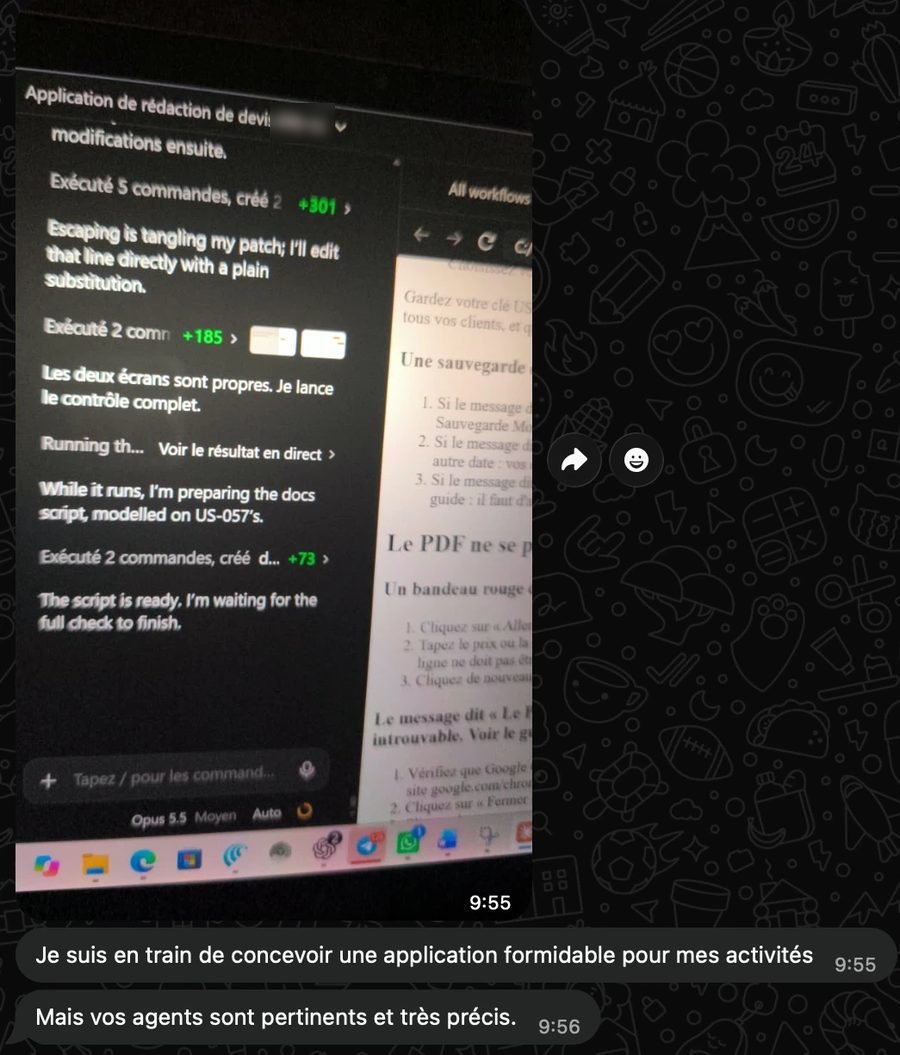 Application de rédaction de devis
modifications ensuite.
Exécuté 5 commandes, créé 2 +301 >
Escaping is tangling my patch; I'll edit
that line directly with a plain
substitution.
Exécuté 2 comm +185 >
Les deux écrans sont propres. Je lance
le contrôle complet.
Running th... Voir le résultat en direct >
While it runs, I'm preparing the docs
script, modelled on US-057's.
Exécuté 2 commandes, créé d... +73 >
The script is ready. I'm waiting for the
full check to finish.
Tapez / pour les command...
Opus 5.5 Moyen Auto
All workflows
Gardez votre clé US
tous vos clients, et q
Une sauvegarde
1. Si le message d
Sauvegarde Mo
2. Si le message d
autre date : vos
3. Si le message di
guide : il faut d'
Le PDF ne se p
Un bandeau rouge
1. Cliquez sur « Aller
2. Tapez le prix ou la
ligne ne doit pas êt
3. Cliquez de nouveau
Le message dit « Le P
introuvable. Voir le gu
1. Vérifiez que Google
site google.com/chro
2. Cliquez sur « Fermer
9:55
Je suis en train de concevoir une application formidable pour mes activités 9:55
Mais vos agents sont pertinents et très précis. 9:56